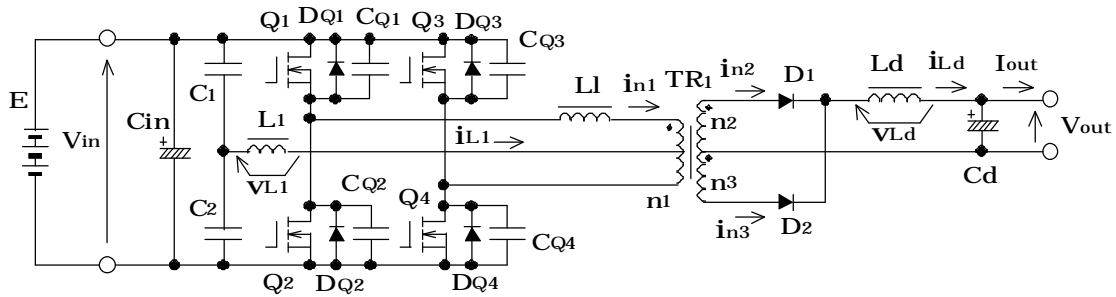 Q1 DQ1 CQ1 Q3 DQ3 CQ3
E Vin Cin + C1 L1 vL1 iL1 Ll in1 TR1 in2 D1 Ld iLd Iout
n2 vLd + Vout
C2 CQ2 Q4 n1 n3 Cd
in3 D2
Q2 DQ2 DQ4 CQ4